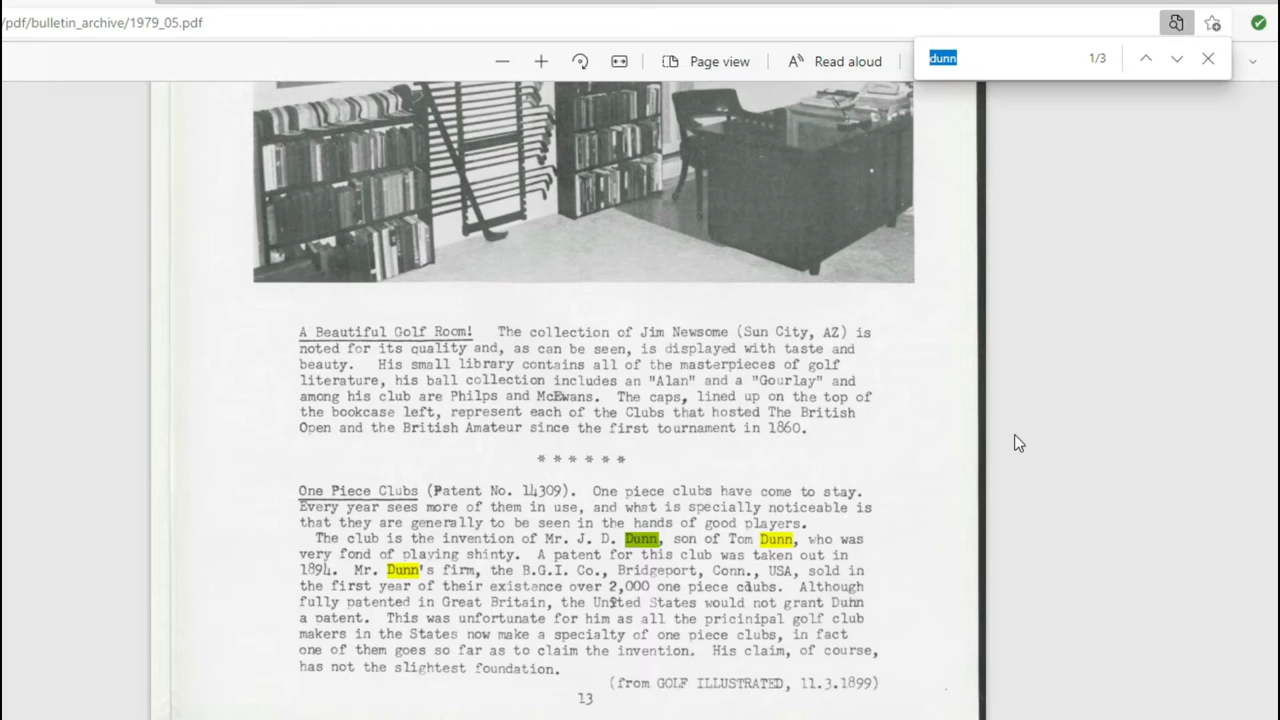 /pdf/bulletin_archive/1979_05.pdf
Page view
Read aloud
dunn
1/3
A Beautiful Golf Room! The collection of Jim Newsome (Sun City, AZ) is
noted for its quality and, as can be seen, is displayed with taste and
beauty. His small library contains all of the masterpieces of golf
literature, his ball collection includes an "Alan" and a "Gourlay" and
among his club are Philps and McEwans. The caps, lined up on the top of
the bookcase left, represent each of the Clubs that hosted The British
Open and the British Amateur since the first tournament in 1860.
* * * * * *
One Piece Clubs (Patent No. 14309). One piece clubs have come to stay.
Every year sees more of them in use, and what is specially noticeable is
that they are generally to be seen in the hands of good players.
The club is the invention of Mr. J. D. Dunn, son of Tom Dunn, who was
very fond of playing shinty. A patent for this club was taken out in
1894. Mr. Dunn's firm, the B.G.I. Co., Bridgeport, Conn., USA, sold in
the first year of their existance over 2,000 one piece clubs. Although
fully patented in Great Britain, the United States would not grant Duhn
a patent. This was unfortunate for him as all the pricinipal golf club
makers in the States now make a specialty of one piece clubs, in fact
one of them goes so far as to claim the invention. His claim, of course,
has not the slightest foundation.
(from GOLF ILLUSTRATED, 11.3.1899)
13